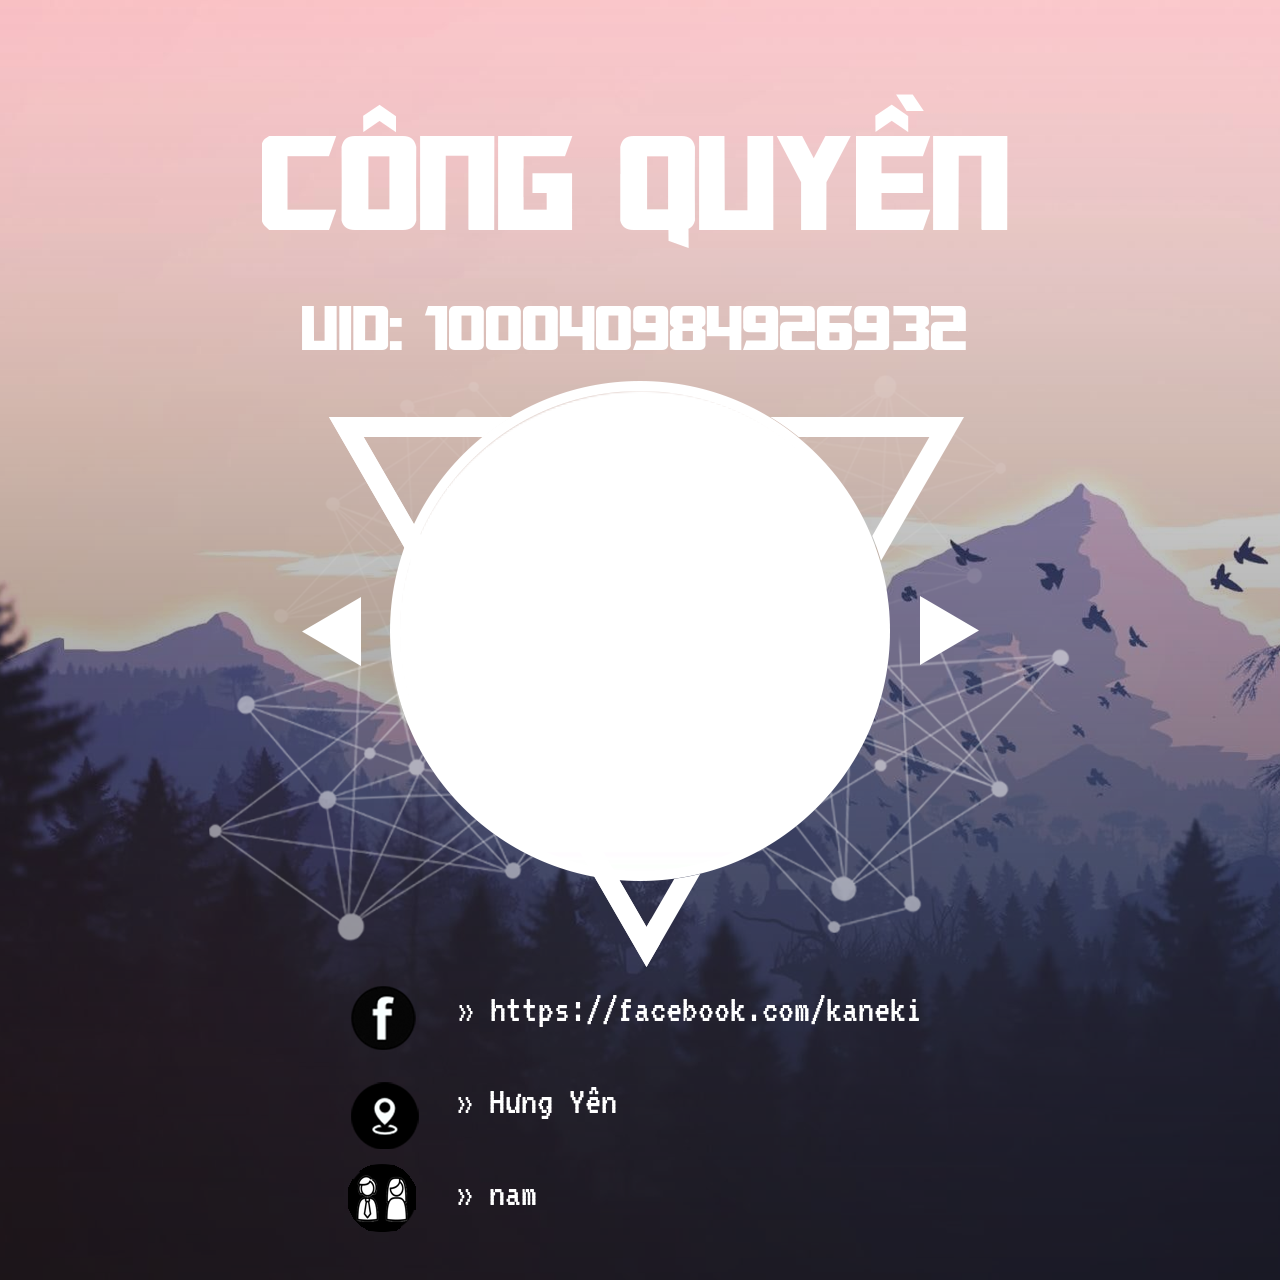 CÔNG QUYỀN
UID: 100040984926932
f » https://facebook.com/kaneki
» Hưng Yên
» nam